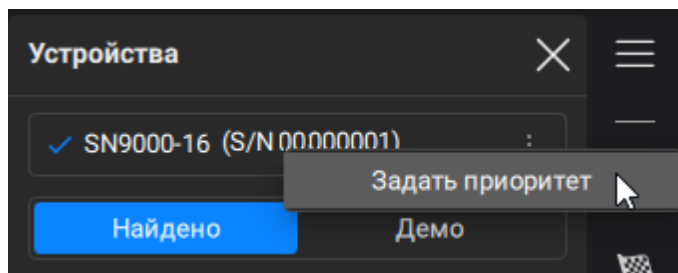 Устройства
SN9000-16 (S/N 00000001)
Задать приоритет
Найдено
Демо